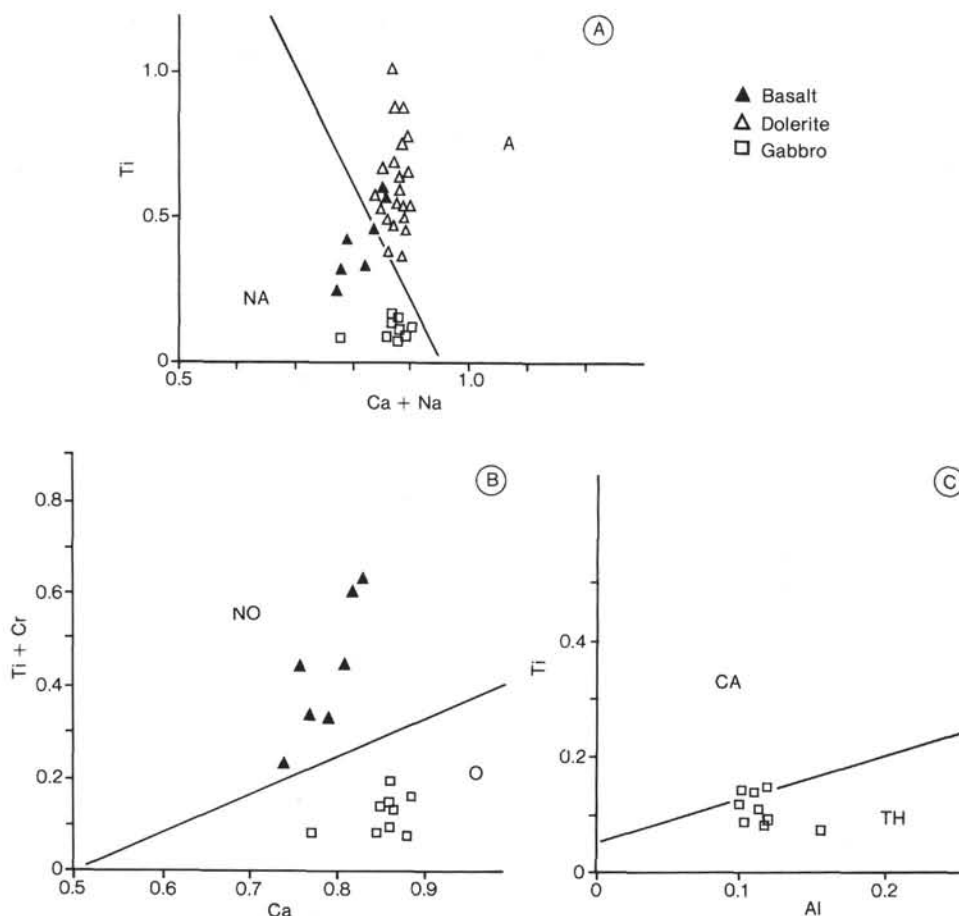 A
1.0
Ti
0.5
0
NA
A
0.5
1.0
Ca + Na
▲ Basalt
△ Dolerite
□ Gabbro
B
0.8
0.6
Ti + Cr
0.4
0.2
0
NO
O
0.5
0.6
0.7
0.8
0.9
Ca
C
Ti
0.4
0.2
0
CA
TH
0
0.1
0.2
Al